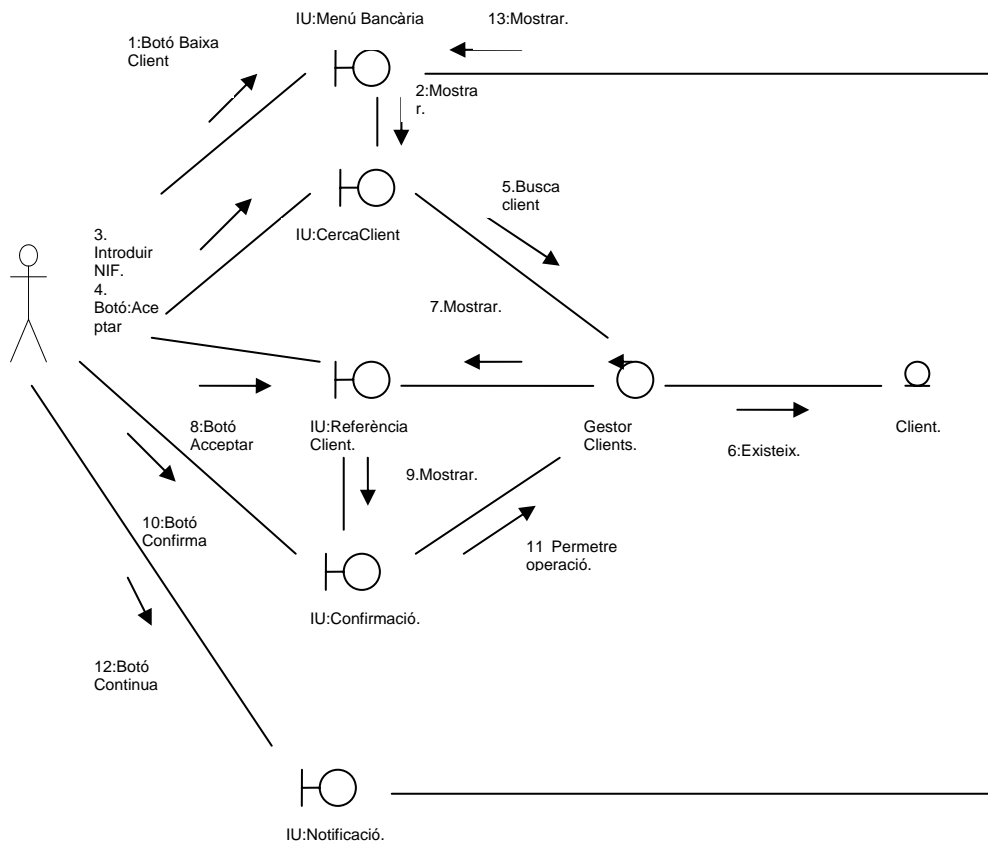 IU:Menú Bancària
13:Mostrar.
1:Botó Baixa
Client
2:Mostra
r.
5.Busca
client
IU:CercaClient
3.
Introduir
NIF.
4.
Botó:Ace
ptar
7.Mostrar.
8:Botó
Acceptar
IU:Referència
Client.
Gestor
Clients.
Client.
6:Existeix.
9.Mostrar.
10:Botó
Confirma
11 Permetre
operació.
IU:Confirmació.
12:Botó
Continua
IU:Notificació.